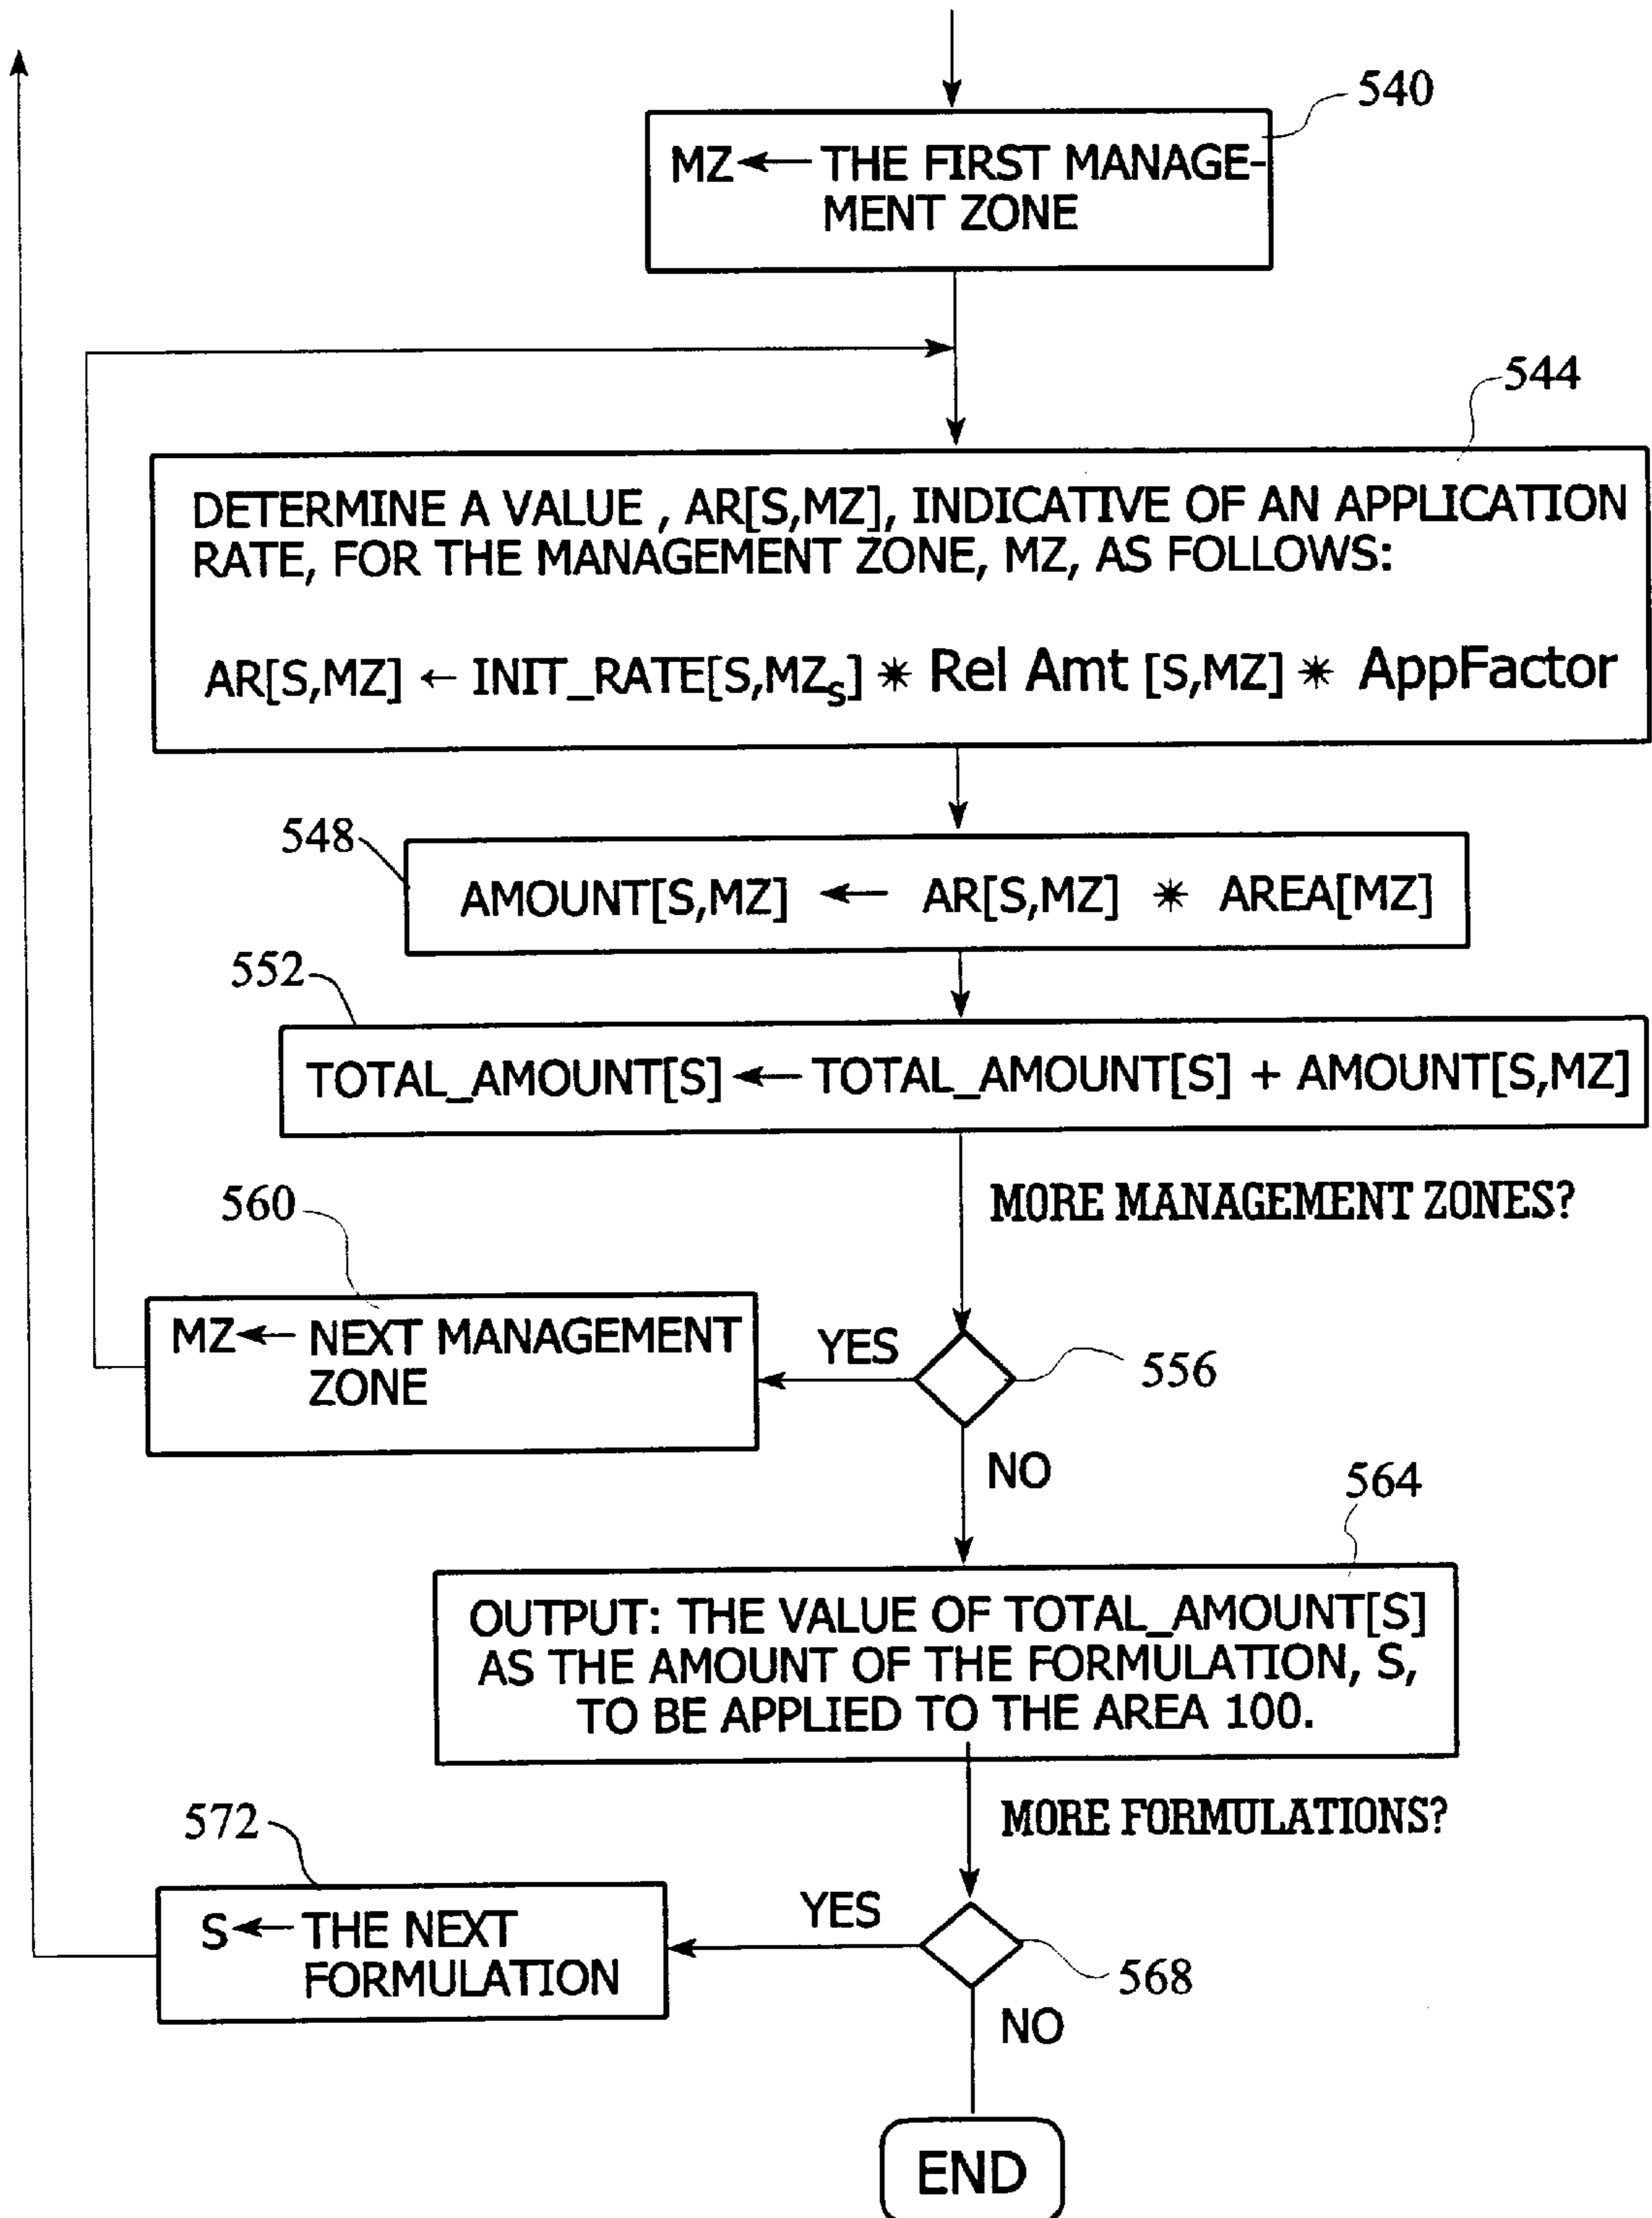 540
MZ ← THE FIRST MANAGE-
MENT ZONE
544
DETERMINE A VALUE , AR[S,MZ], INDICATIVE OF AN APPLICATION
RATE, FOR THE MANAGEMENT ZONE, MZ, AS FOLLOWS:
AR[S,MZ] ← INIT_RATE[S,MZₛ] * Rel Amt [S,MZ] * AppFactor
548
AMOUNT[S,MZ] ← AR[S,MZ] * AREA[MZ]
552
TOTAL_AMOUNT[S] ← TOTAL_AMOUNT[S] + AMOUNT[S,MZ]
MORE MANAGEMENT ZONES?
560
MZ ← NEXT MANAGEMENT
ZONE
YES
556
NO
564
OUTPUT: THE VALUE OF TOTAL_AMOUNT[S]
AS THE AMOUNT OF THE FORMULATION, S,
TO BE APPLIED TO THE AREA 100.
MORE FORMULATIONS?
572
S ← THE NEXT
FORMULATION
YES
568
NO
END